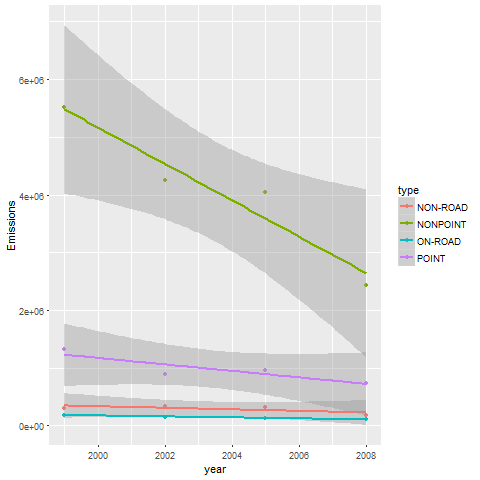 6e+06
4e+06
2e+06
0e+00
Emissions
2000 2002 2004 2006 2008
year
type
NON-ROAD
NONPOINT
ON-ROAD
POINT